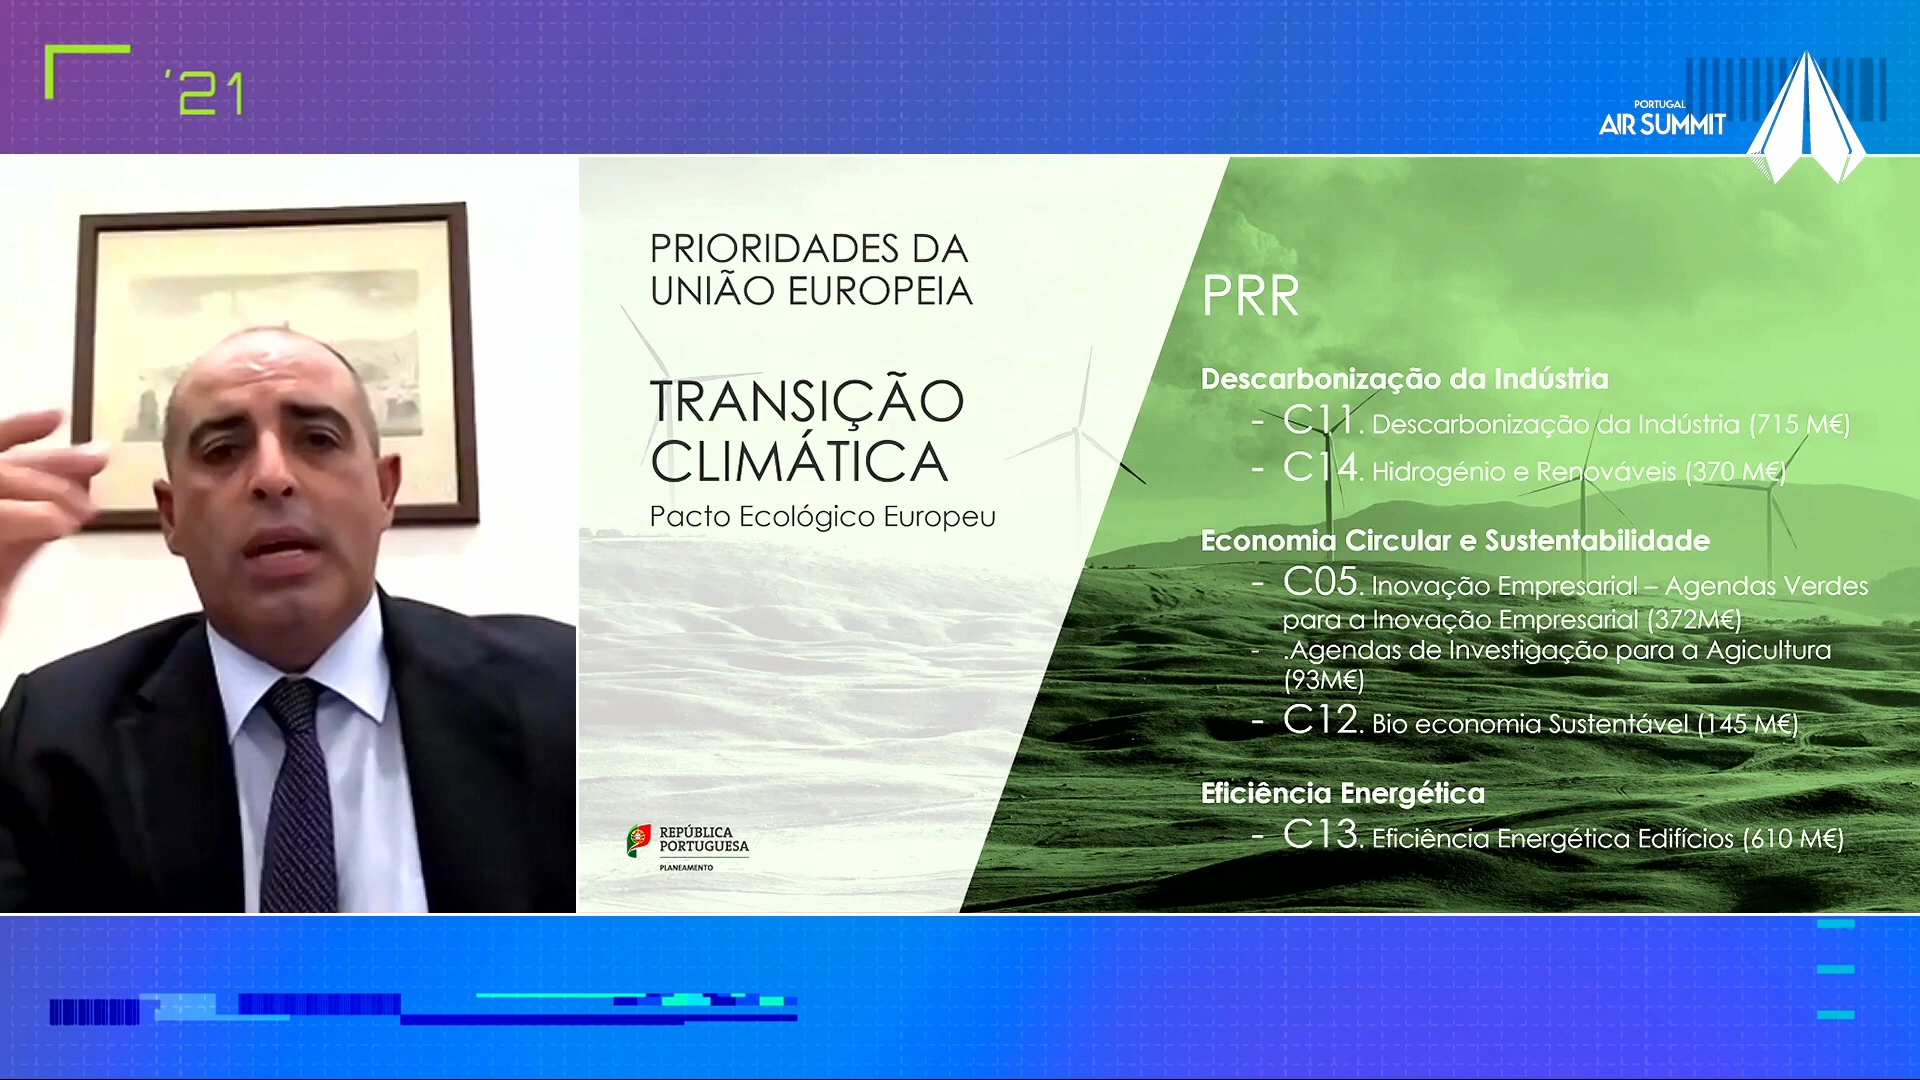 '21
PORTUGAL
AIR SUMMIT
PRIORIDADES DA
UNIÃO EUROPEIA
TRANSIÇÃO
CLIMÁTICA
Pacto Ecológico Europeu
REPÚBLICA
PORTUGUESA
PLANEAMENTO
PRR
Descarbonização da Indústria
- C11. Descarbonização da Indústria (715 M€)
- C14. Hidrogénio e Renováveis (370 M€)
Economia Circular e Sustentabilidade
- C05. Inovação Empresarial – Agendas Verdes
para a Inovação Empresarial (372M€)
- .Agendas de Investigação para a Agicultura
(93M€)
- C12. Bio economia Sustentável (145 M€)
Eficiência Energética
- C13. Eficiência Energética Edifícios (610 M€)